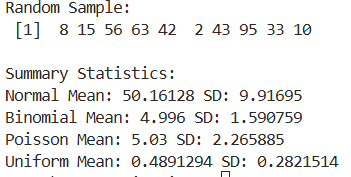 Random Sample:
[1]  8 15 56 63 42  2 43 95 33 10
Summary Statistics:
Normal Mean: 50.16128 SD: 9.91695
Binomial Mean: 4.996 SD: 1.590759
Poisson Mean: 5.03 SD: 2.265885
Uniform Mean: 0.4891294 SD: 0.2821514